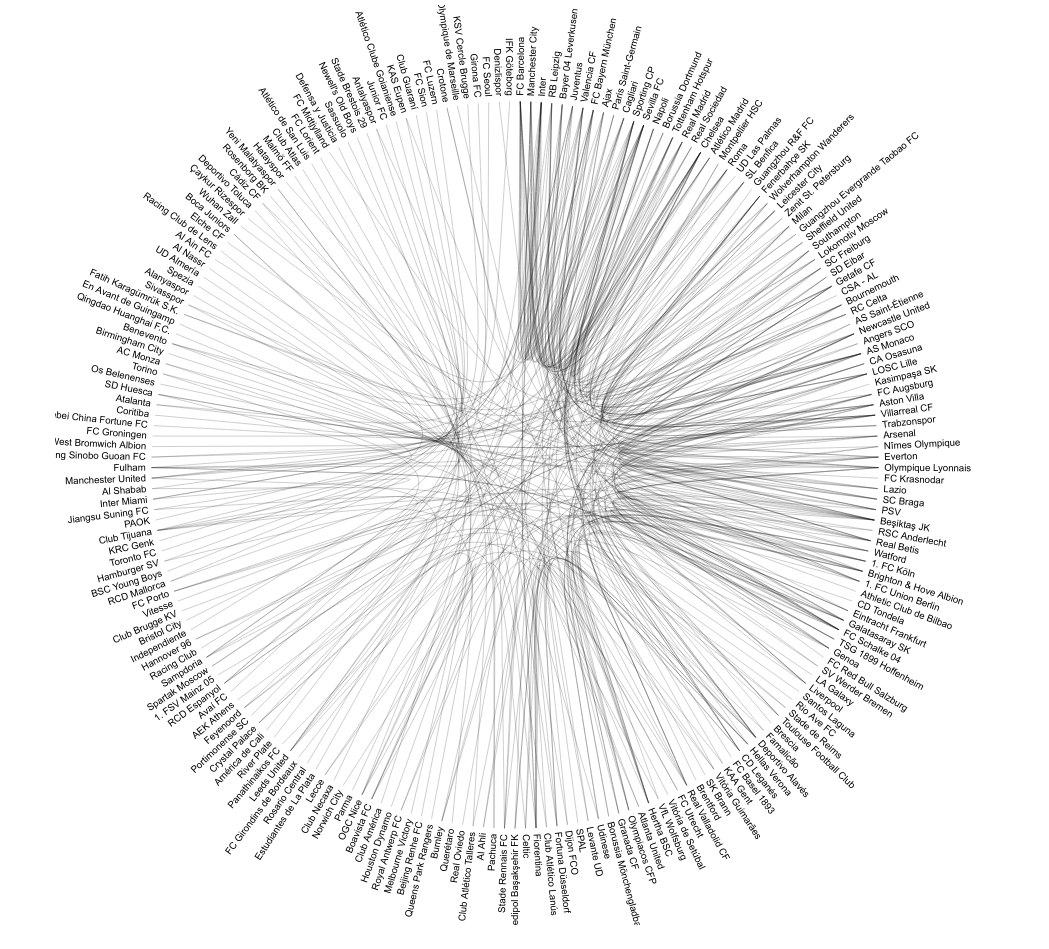 FC Barcelona
Manchester City
Inter
RB Leipzig
Bayer 04 Leverkusen
Juventus
Valencia CF
FC Bayern München
Ajax
Paris Saint-Germain
Cagliari
Sporting CP
Sevilla FC
Napoli
Borussia Dortmund
Tottenham Hotspur
Real Madrid
Real Sociedad
Chelsea
Atlético Madrid
Montpellier HSC
Roma
UD Las Palmas
SL Benfica
Guangzhou R&F FC
Fenerbahçe SK
Wolverhampton Wanderers
Leicester City
Zenit St. Petersburg
Milan
Guangzhou Evergrande Taobao FC
Sheffield United
Southampton
Lokomotiv Moscow
SC Freiburg
SD Eibar
Getafe CF
CSA - AL
Bournemouth
RC Celta
AS Saint-Étienne
Newcastle United
Angers SCO
AS Monaco
CA Osasuna
LOSC Lille
Kasimpaşa SK
FC Augsburg
Aston Villa
Villarreal CF
Trabzonspor
Arsenal
Nîmes Olympique
Everton
Olympique Lyonnais
FC Krasnodar
Lazio
SC Braga
PSV
Beşiktaş JK
RSC Anderlecht
Real Betis
Watford
1. FC Köln
Brighton & Hove Albion
1. FC Union Berlin
Athletic Club de Bilbao
CD Tondela
Eintracht Frankfurt
Galatasaray SK
FC Schalke 04
TSG 1899 Hoffenheim
Genoa
FC Red Bull Salzburg
SV Werder Bremen
LA Galaxy
Liverpool
Santos Laguna
Rio Ave FC
Stade de Reims
Toulouse Football Club
Brescia
Famalicão
Deportivo Alavés
Hellas Verona
CD Leganés
FC Basel 1893
KAA Gent
Vitória Guimarães
SK Brann
Brentford
Real Valladolid CF
FC Utrecht
Vitória de Setúbal
VfL Wolfsburg
Hertha BSC
Atlanta United
Olympiacos CFP
Granada CF
Borussia Mönchengladba
Udinese
Levante UD
SPAL
Dijon FCO
Fortuna Düsseldorf
Club Atlético Lanús
Fiorentina
Celtic
edipol Başakşehir FK
Stade Rennais FC
Pachuca
Al Ahli
Club Atlético Talleres
Real Oviedo
Querétaro
Burnley
Queens Park Rangers
Beijing Renhe FC
Melbourne Victory
Royal Antwerp FC
Houston Dynamo
Club América
Boavista FC
OGC Nice
Parma
Norwich City
Club Necaxa
Lecce
Estudiantes de La Plata
Rosario Central
FC Girondins de Bordeaux
Leeds United
Panathinaikos FC
River Plate
América de Cali
Crystal Palace
Portimonense SC
Feyenoord
AEK Athens
Avaí FC
RCD Espanyol
1. FSV Mainz 05
Spartak Moscow
Sampdoria
Racing Club
Hannover 96
Independiente
Bristol City
Club Brugge KV
Vitesse
FC Porto
RCD Mallorca
BSC Young Boys
Hamburger SV
Toronto FC
KRC Genk
Club Tijuana
PAOK
Jiangsu Suning FC
Inter Miami
Al Shabab
Manchester United
Fulham
ng Sinobo Guoan FC
West Bromwich Albion
FC Groningen
bei China Fortune FC
Coritiba
Atalanta
SD Huesca
Os Belenenses
Torino
AC Monza
Birmingham City
Benevento
Qingdao Huanghai F.C.
En Avant de Guingamp
Fatih Karagümrük S.K.
Sivasspor
Alanyaspor
Spezia
UD Almería
Al Nassr
Al Ain FC
Racing Club de Lens
Elche CF
Boca Juniors
Wuhan Zall
Çaykur Rizespor
Deportivo Toluca
Cádiz CF
Rosenborg BK
Yeni Malatyaspor
Hatayspor
Malmö FF
Club Atlas
Atlético de San Luis
FC Lorient
FC Midtjylland
Defensa y Justicia
Sassuolo
Newell's Old Boys
Stade Brestois 29
Antalyaspor
Junior FC
Atlético Clube Goianiense
KAS Eupen
Club Guaraní
FC Sion
FC Luzern
Crotone
Olympique de Marseille
KSV Cercle Brugge
Girona FC
FC Seoul
Denizlispor
IFK Göteborg